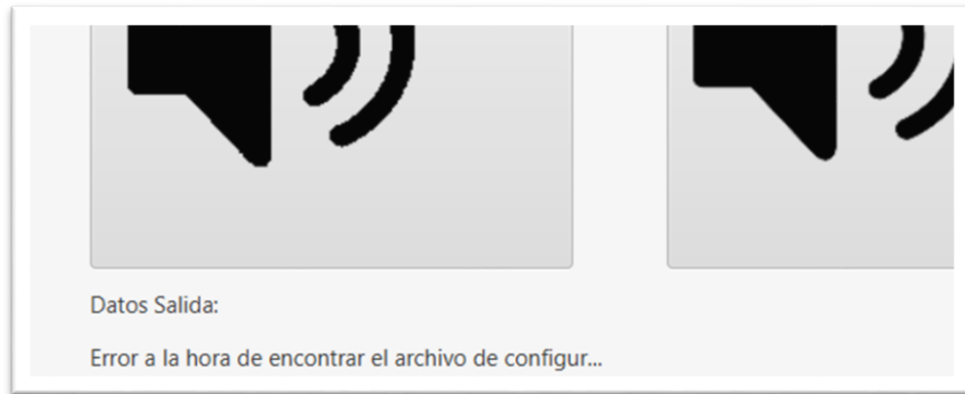 Datos Salida:
Error a la hora de encontrar el archivo de configur...